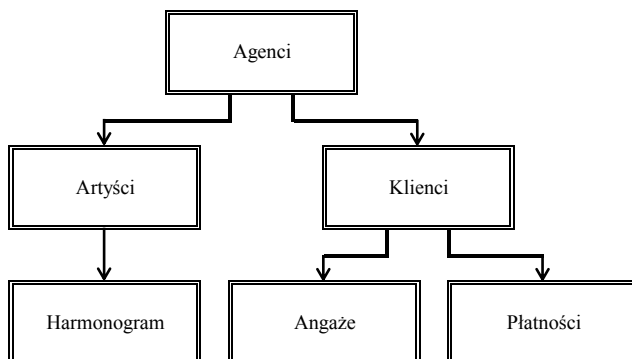 Agenci
Artyści
Klienci
Harmonogram
Angaże
Płatności